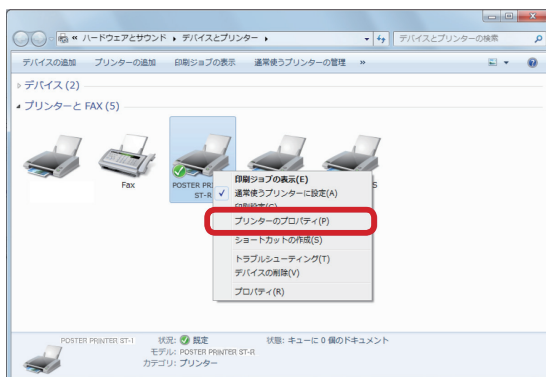 « ハードウェアとサウンド ▸ デバイスとプリンター ▸
デバイスとプリンターの検索
デバイスの追加 プリンターの追加 印刷ジョブの表示 通常使うプリンターの管理 »
デバイス (2)
プリンターと FAX (5)
Fax
POSTER
ST-R
S
印刷ジョブの表示(E)
✓ 通常使うプリンターに設定(A)
印刷設定(G)
プリンターのプロパティ(P)
ショートカットの作成(S)
トラブルシューティング(T)
デバイスの削除(V)
プロパティ(R)
POSTER PRINTER ST-1 状況: 既定 状態: キューに 0 個のドキュメント
モデル: POSTER PRINTER ST-R
カテゴリ: プリンター